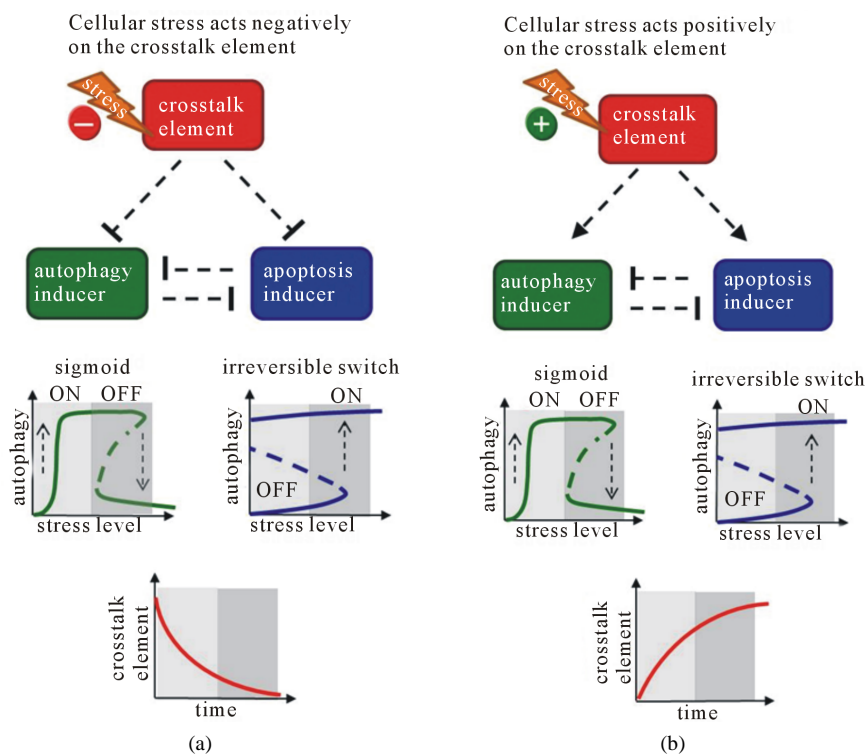 Cellular stress acts negatively
on the crosstalk element
stress
−
crosstalk
element
autophagy
inducer
apoptosis
inducer
sigmoid
ON OFF
autophagy
stress level
irreversible switch
ON
OFF
autophagy
stress level
crosstalk
element
time
(a)
Cellular stress acts positively
on the crosstalk element
stress
+
crosstalk
element
autophagy
inducer
apoptosis
inducer
sigmoid
ON OFF
autophagy
stress level
irreversible switch
ON
OFF
autophagy
stress level
crosstalk
element
time
(b)